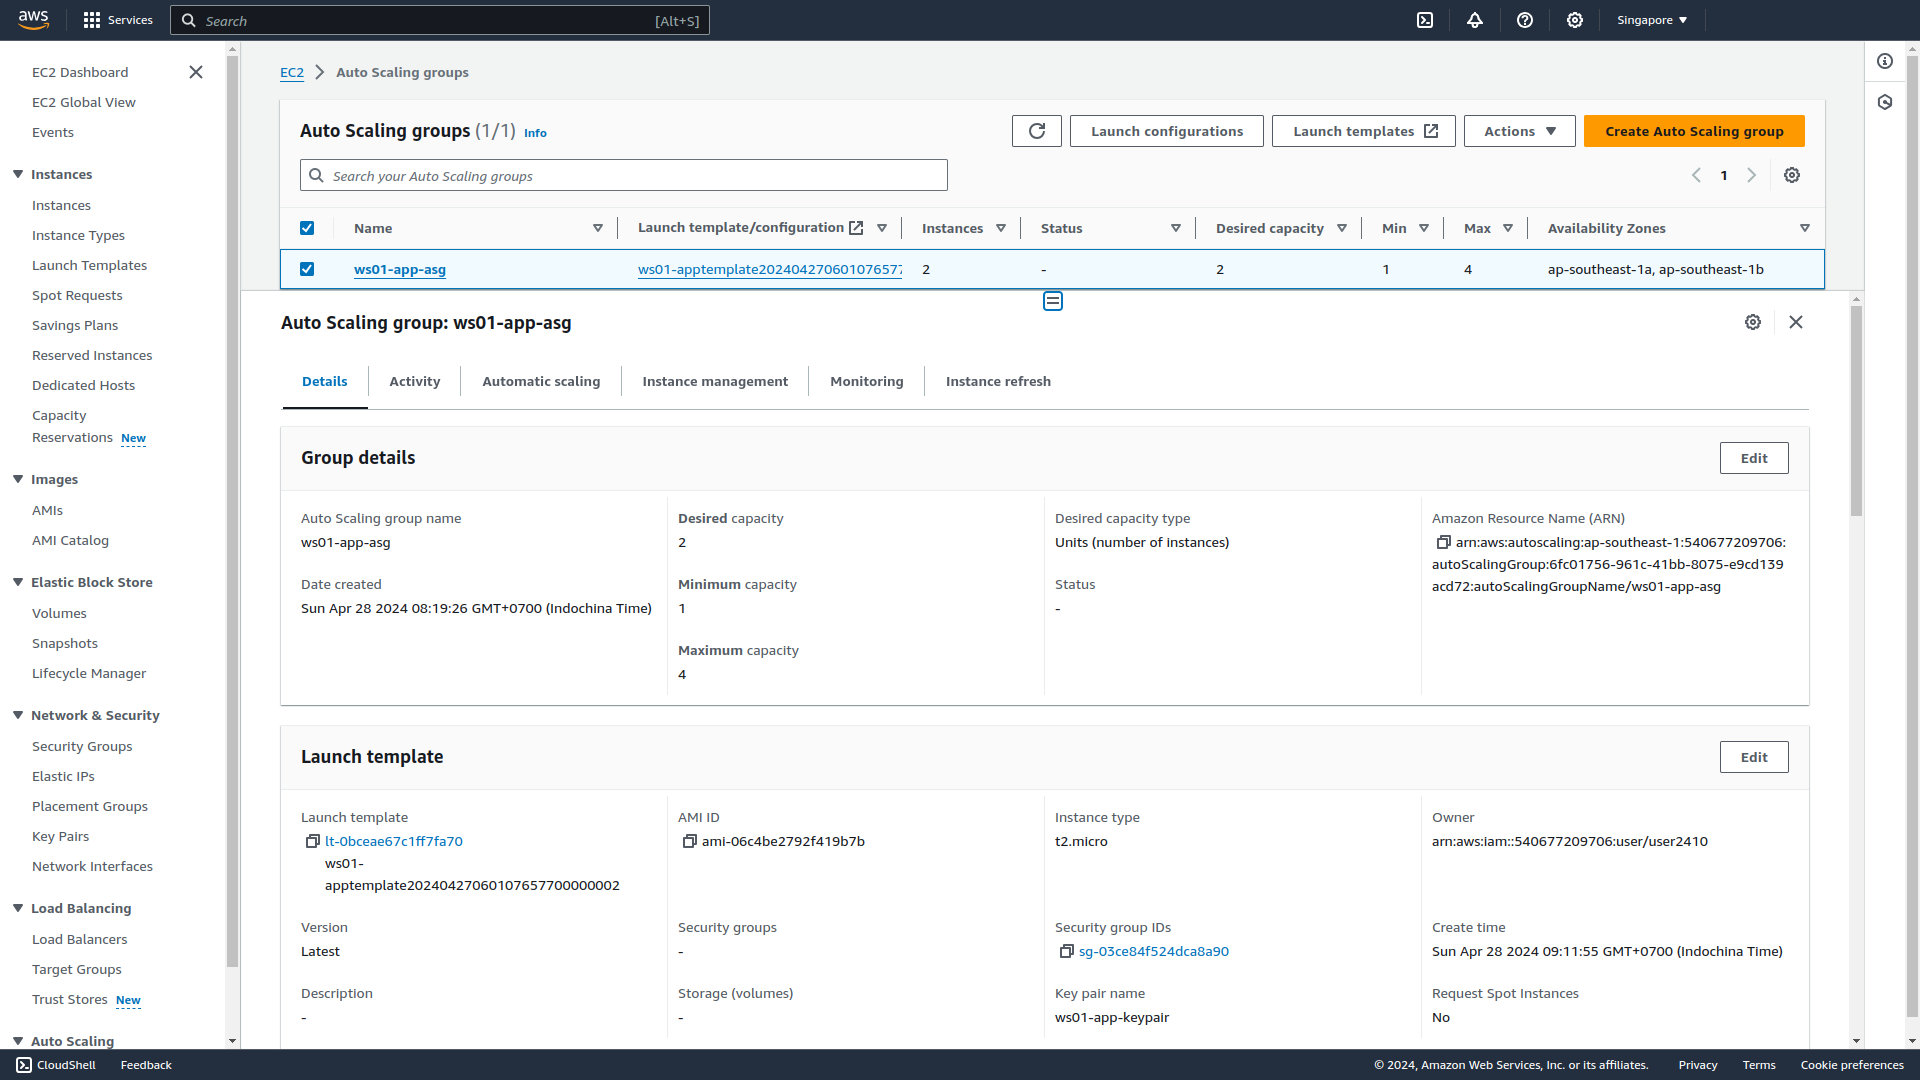 aws
Services
Search
[Alt+S]
Singapore
EC2 Dashboard
EC2 Global View
Events
Instances
Instances
Instance Types
Launch Templates
Spot Requests
Savings Plans
Reserved Instances
Dedicated Hosts
Capacity
Reservations New
Images
AMIs
AMI Catalog
Elastic Block Store
Volumes
Snapshots
Lifecycle Manager
Network & Security
Security Groups
Elastic IPs
Placement Groups
Key Pairs
Network Interfaces
Load Balancing
Load Balancers
Target Groups
Trust Stores New
Auto Scaling
EC2 Auto Scaling groups
Auto Scaling groups (1/1) Info
Launch configurations
Launch templates
Actions
Create Auto Scaling group
Search your Auto Scaling groups
1
Name Launch template/configuration Instances Status Desired capacity Min Max Availability Zones
ws01-app-asg ws01-apptemplate20240427060107657 2 - 2 1 4 ap-southeast-1a, ap-southeast-1b
Auto Scaling group: ws01-app-asg
Details Activity Automatic scaling Instance management Monitoring Instance refresh
Group details
Edit
Auto Scaling group name
ws01-app-asg
Date created
Sun Apr 28 2024 08:19:26 GMT+0700 (Indochina Time)
Desired capacity
2
Minimum capacity
1
Maximum capacity
4
Desired capacity type
Units (number of instances)
Status
-
Amazon Resource Name (ARN)
arn:aws:autoscaling:ap-southeast-1:540677209706:
autoScalingGroup:6fc01756-961c-41bb-8075-e9cd139
acd72:autoScalingGroupName/ws01-app-asg
Launch template
Edit
Launch template
lt-0bceae67c1ff7fa70
ws01-
apptemplate20240427060107657700000002
AMI ID
ami-06c4be2792f419b7b
Instance type
t2.micro
Owner
arn:aws:iam::540677209706:user/user2410
Version
Latest
Security groups
-
Security group IDs
sg-03ce84f524dca8a90
Create time
Sun Apr 28 2024 09:11:55 GMT+0700 (Indochina Time)
Description
-
Storage (volumes)
-
Key pair name
ws01-app-keypair
Request Spot Instances
No
CloudShell
Feedback
© 2024, Amazon Web Services, Inc. or its affiliates.
Privacy
Terms
Cookie preferences